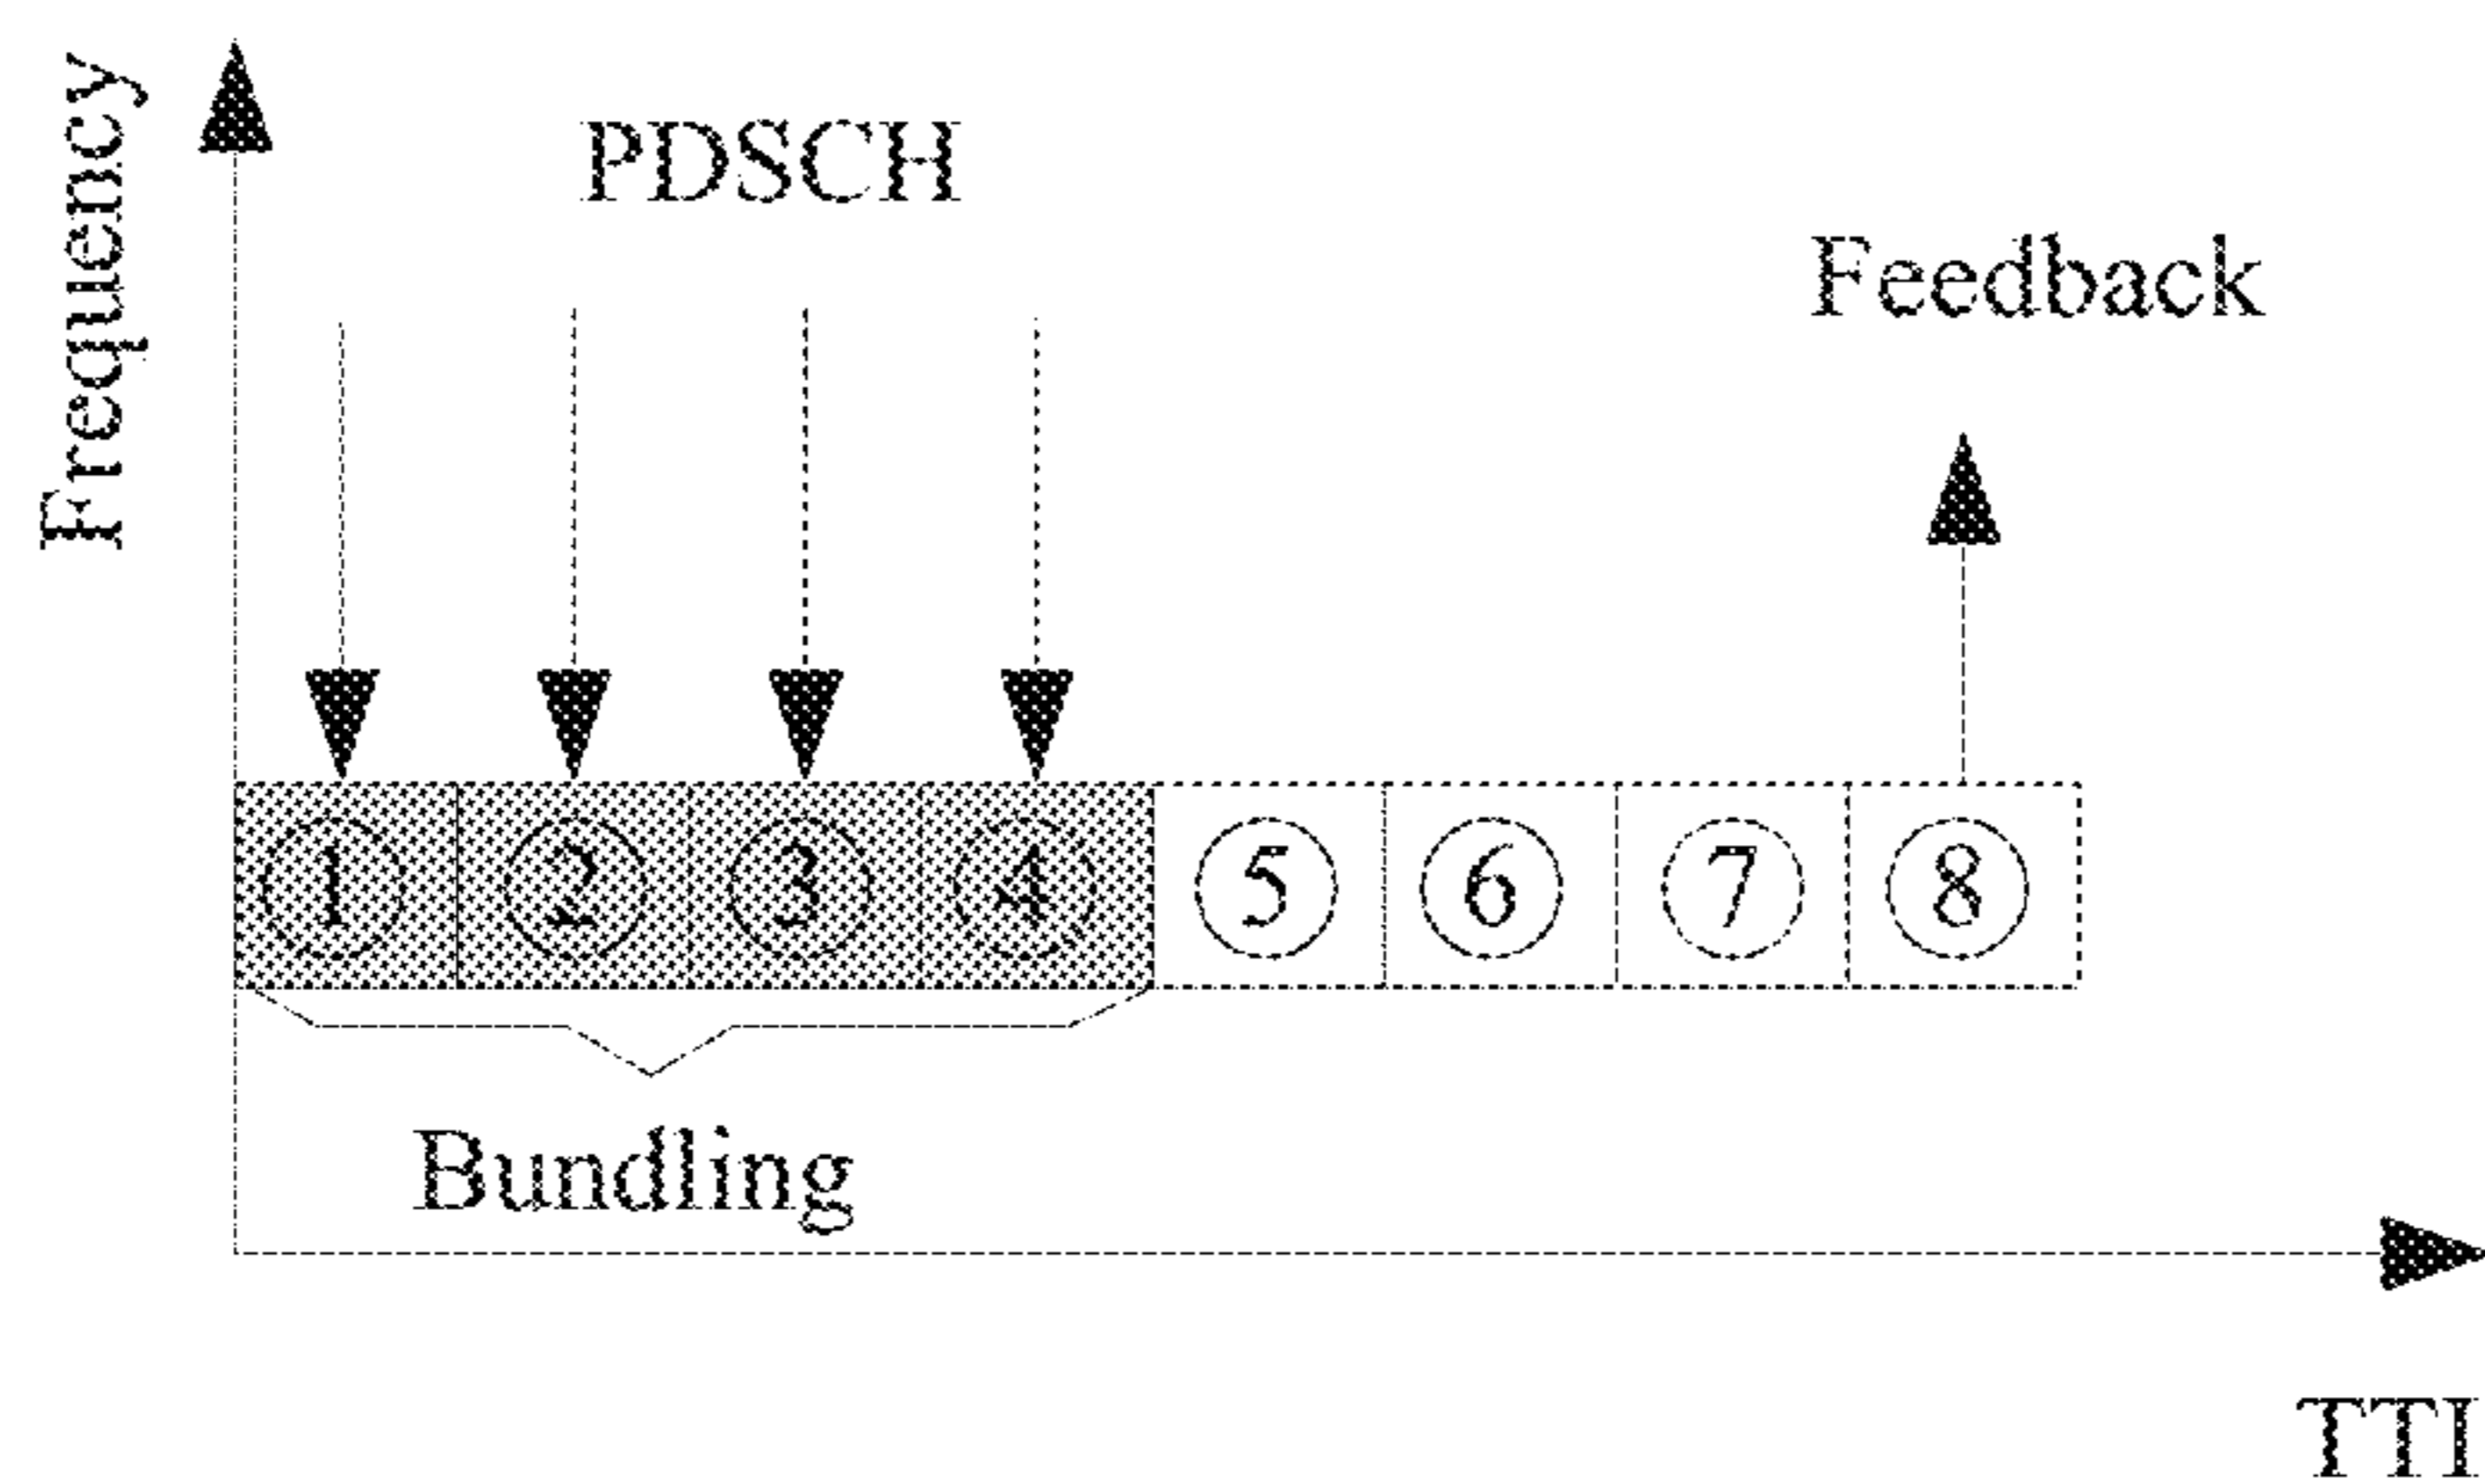 Frequency
PDSCH
Feedback
① ② ③ ④ ⑤ ⑥ ⑦ ⑧
Bundling
TTI